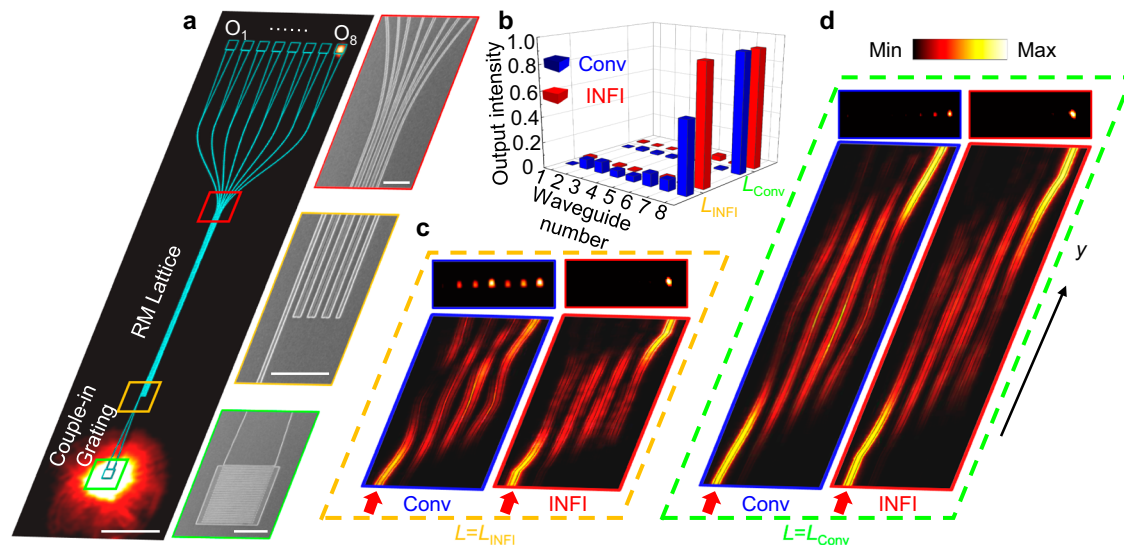 a
O1 ...... O8
RM Lattice
Couple-in
Grating
b
Output intensity
1.0
0.8
0.6
0.4
0.2
0
Conv
INFI
1 2 3 4 5 6 7 8
Waveguide
number
LINFI
LConv
c
Conv
INFI
L=LINFI
d
Min
Max
y
Conv
INFI
L=LConv